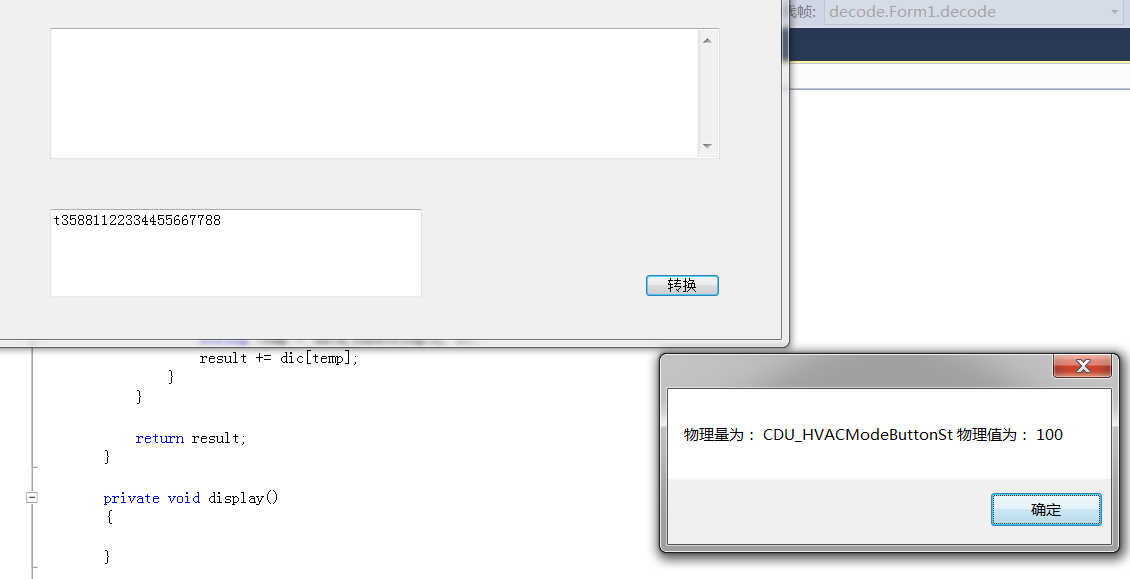 栈帧: decode.Form1.decode
t35881122334455667788
转换
result += dic[temp];
}
}
return result;
}
private void display()
{
}
物理量为： CDU_HVACModeButtonSt 物理值为： 100
确定